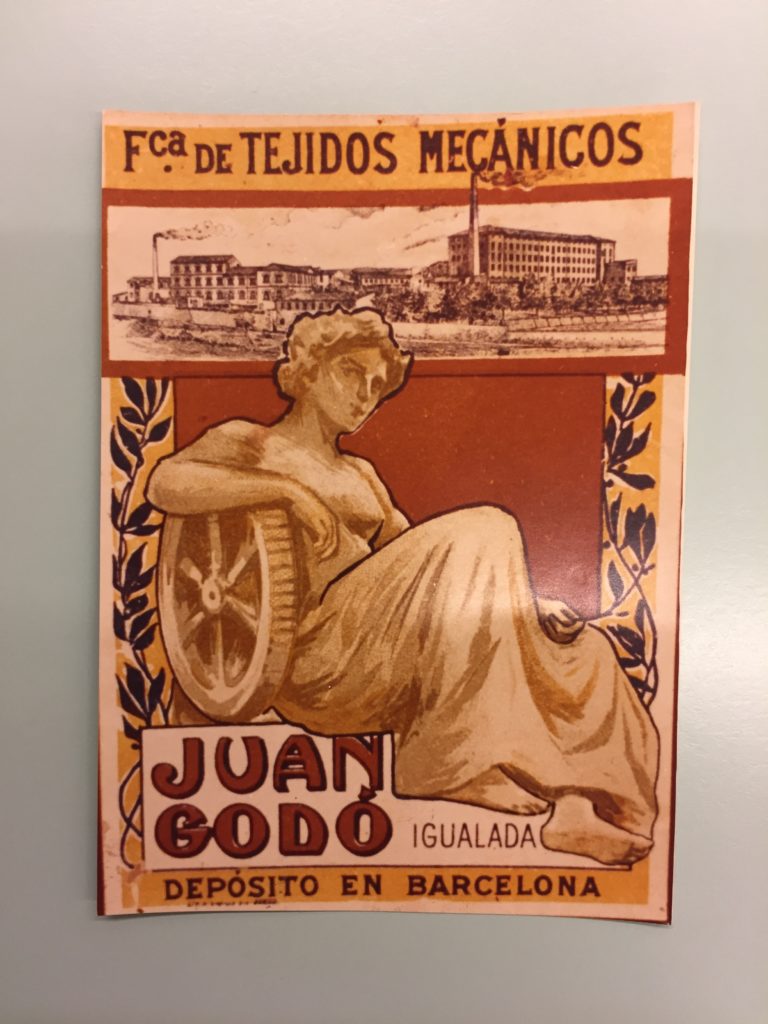 Fca. DE TEJIDOS MECÁNICOS
JUAN
GODÓ
IGUALADA
DEPÓSITO EN BARCELONA